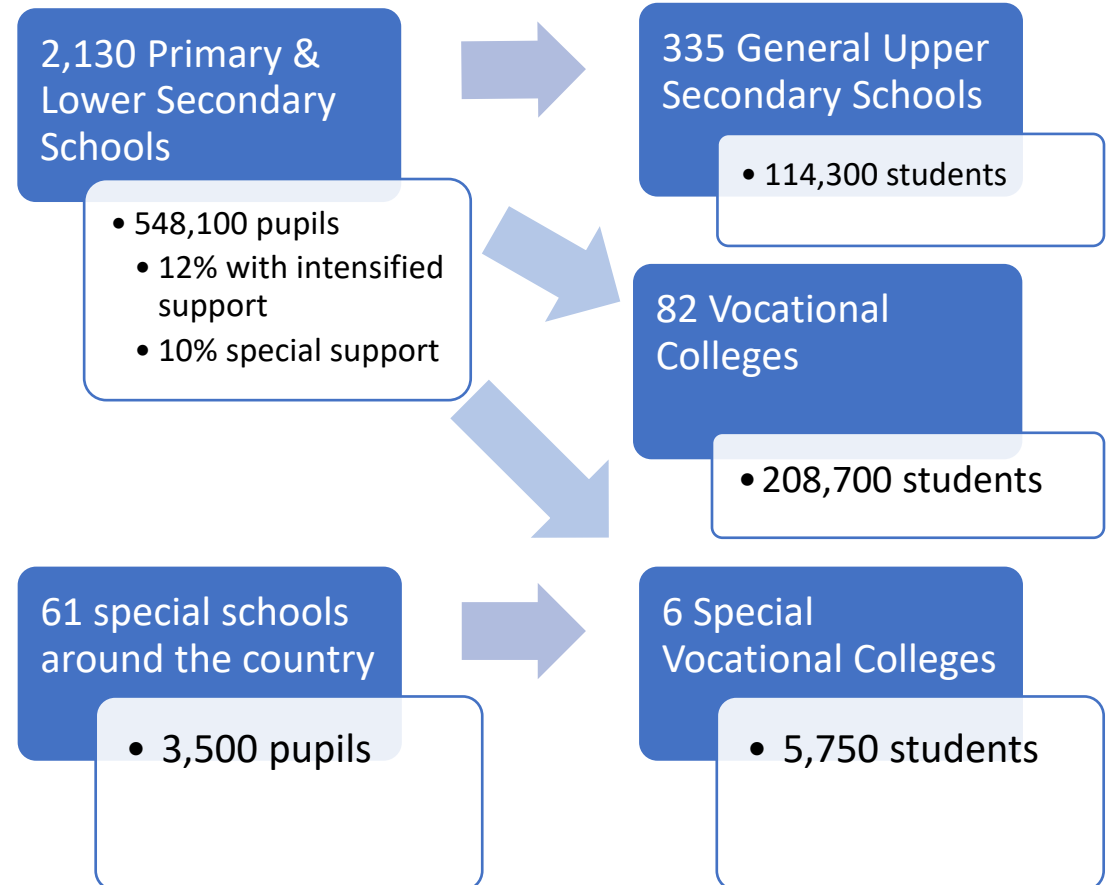 2,130 Primary &
Lower Secondary
Schools
• 548,100 pupils
• 12% with intensified
support
• 10% special support
335 General Upper
Secondary Schools
• 114,300 students
82 Vocational
Colleges
• 208,700 students
61 special schools
around the country
• 3,500 pupils
6 Special
Vocational Colleges
• 5,750 students